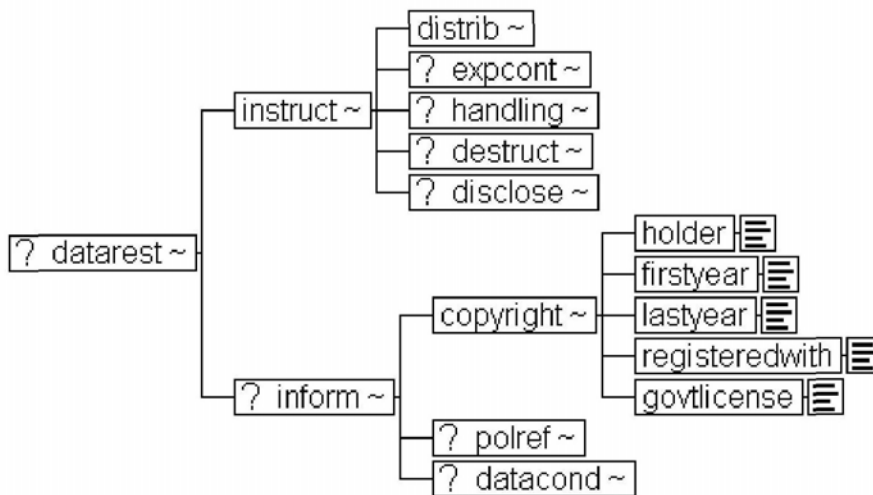 distrib ~
? expcont ~
instruct ~
? handling ~
? destruct ~
? disclose ~
holder
? datarest ~
firstyear
copyright ~
lastyear
registeredwith
? inform ~
govtlicense
? polref ~
? datacond ~